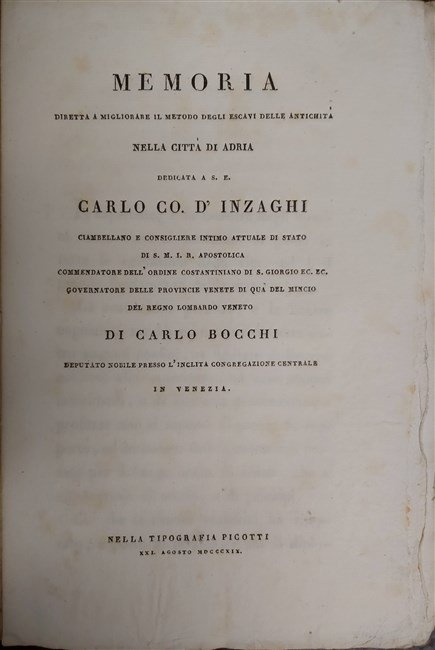 MEMORIA
DIRETTA A MIGLIORARE IL METODO DEGLI ESCAVI DELLE ANTICHITÀ
NELLA CITTÀ DI ADRIA
DEDICATA A S. E.
CARLO CO. D' INZAGHI
CIAMBELLANO E CONSIGLIERE INTIMO ATTUALE DI STATO
DI S. M. I. R. APOSTOLICA
COMMENDATORE DELL' ORDINE COSTANTINIANO DI S. GIORGIO EC. EC.
GOVERNATORE DELLE PROVINCIE VENETE DI QUÀ DEL MINCIO
DEL REGNO LOMBARDO VENETO
DI CARLO BOCCHI
DEPUTATO NOBILE PRESSO L' INCLITA CONGREGAZIONE CENTRALE
IN VENEZIA.
NELLA TIPOGRAFIA PICOTTI
XXI. AGOSTO MDCCCXIX.